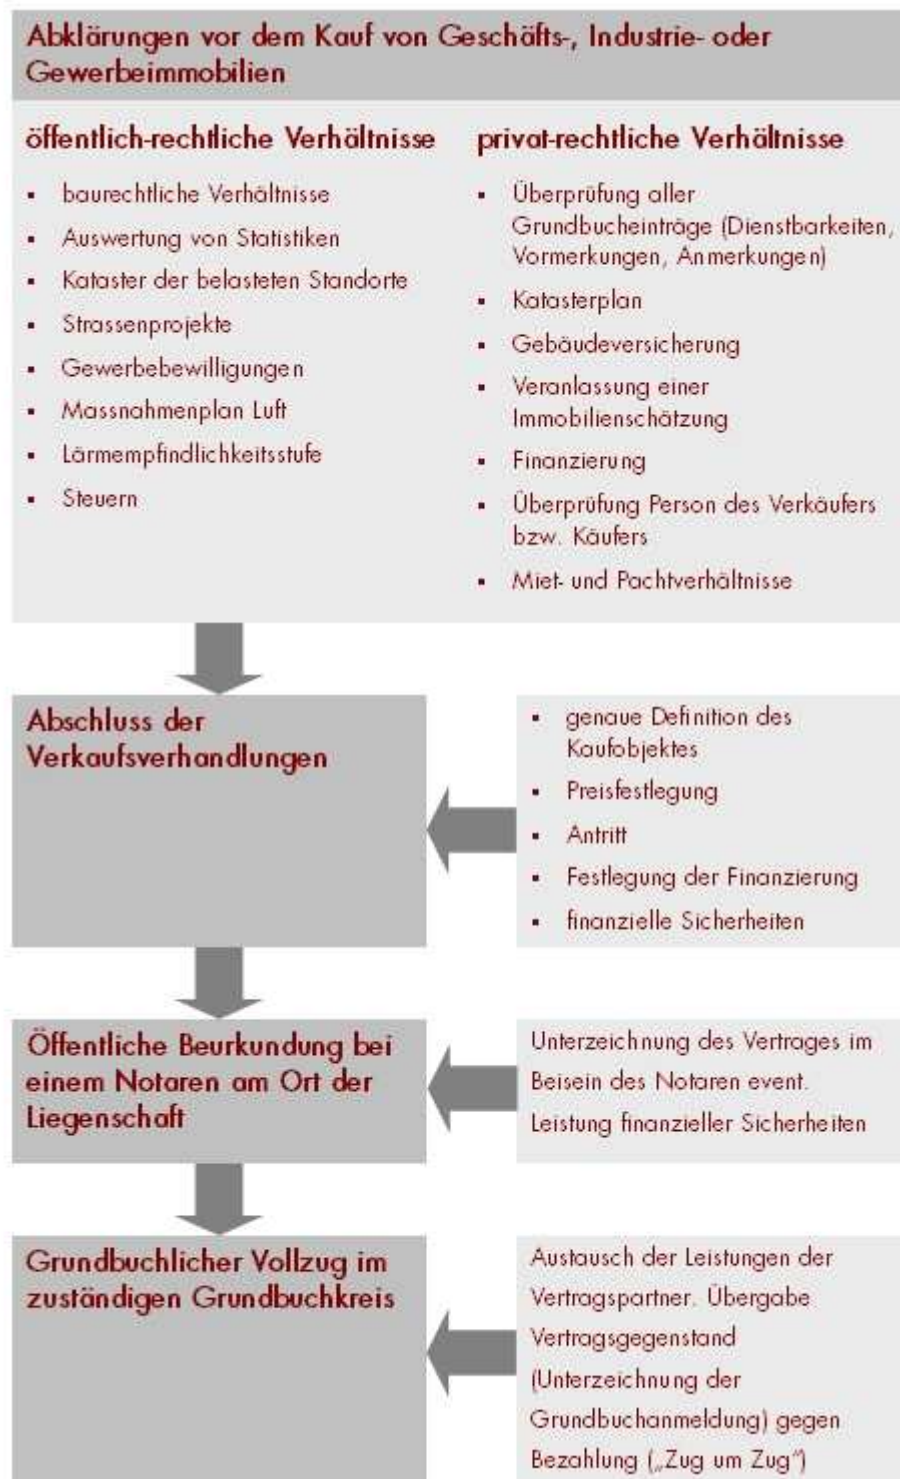 Abklärungen vor dem Kauf von Geschäfts-, Industrie- oder
Gewerbeimmobilien
öffentlich-rechtliche Verhältnisse
▪ baurechtliche Verhältnisse
▪ Auswertung von Statistiken
▪ Kataster der belasteten Standorte
▪ Strassenprojekte
▪ Gewerbebewilligungen
▪ Massnahmenplan Luft
▪ Lärmempfindlichkeitsstufe
▪ Steuern
privat-rechtliche Verhältnisse
▪ Überprüfung aller
Grundbucheinträge (Dienstbarkeiten,
Vormerkungen, Anmerkungen)
▪ Katasterplan
▪ Gebäudeversicherung
▪ Veranlassung einer
Immobilienschätzung
▪ Finanzierung
▪ Überprüfung Person des Verkäufers
bzw. Käufers
▪ Miet- und Pachtverhältnisse
Abschluss der
Verkaufsverhandlungen
▪ genaue Definition des
Kaufobjektes
▪ Preisfestlegung
▪ Antritt
▪ Festlegung der Finanzierung
▪ finanzielle Sicherheiten
Öffentliche Beurkundung bei
einem Notaren am Ort der
Liegenschaft
Unterzeichnung des Vertrages im
Beisein des Notaren event.
Leistung finanzieller Sicherheiten
Grundbuchlicher Vollzug im
zuständigen Grundbuchkreis
Austausch der Leistungen der
Vertragspartner. Übergabe
Vertragsgegenstand
(Unterzeichnung der
Grundbuchanmeldung) gegen
Bezahlung („Zug um Zug“)